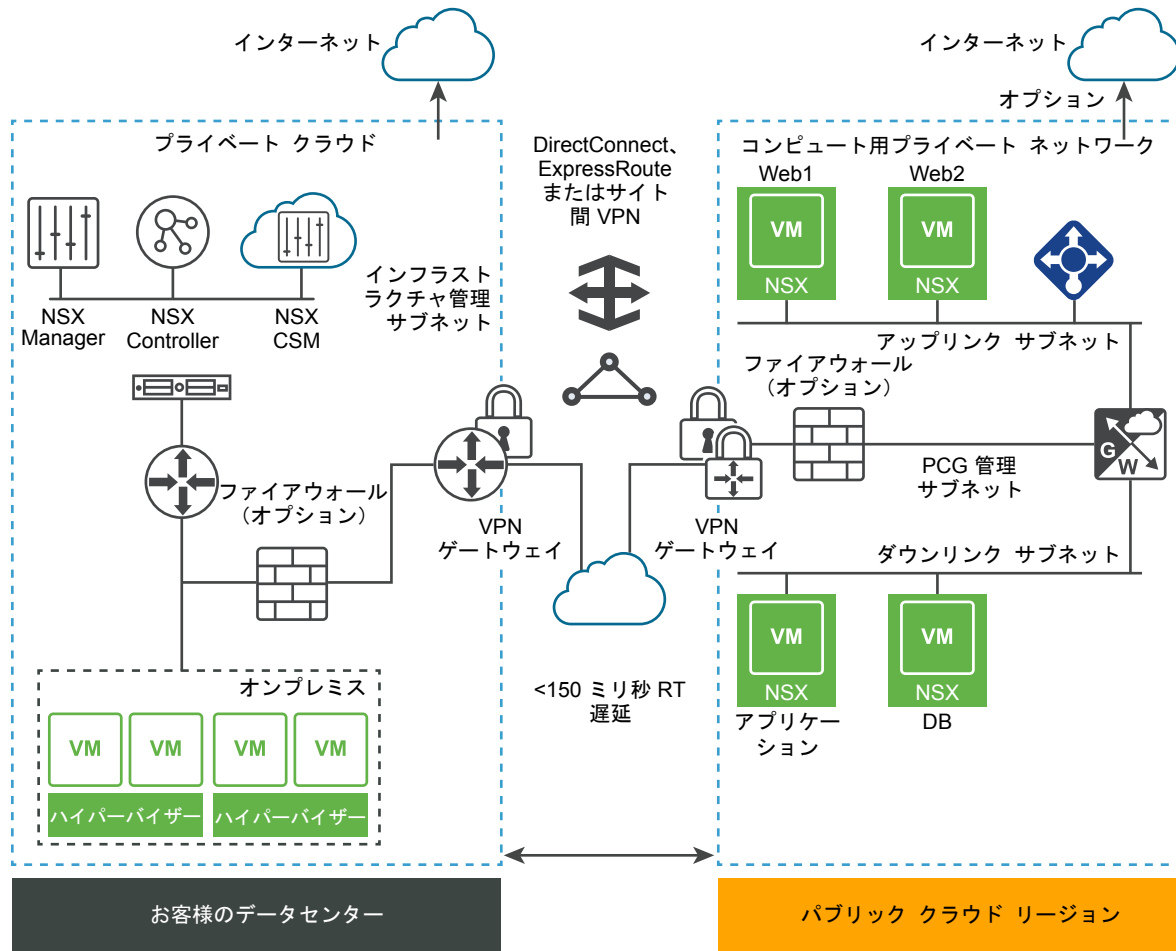 インターネット
インターネット
オプション
プライベート クラウド
DirectConnect、
ExpressRoute
またはサイト
間 VPN
コンピュート用プライベート ネットワーク
Web1
Web2
VM
NSX
VM
NSX
インフラスト
ラクチャ管理
サブネット
NSX
Manager
NSX
Controller
NSX
CSM
アップリンク サブネット
ファイアウォール
（オプション）
G
W
PCG 管理
サブネット
ファイアウォール
（オプション）
VPN
ゲートウェイ
VPN
ゲートウェイ
ダウンリンク サブネット
VM
NSX
アプリケー
ション
VM
NSX
DB
<150 ミリ秒 RT
遅延
オンプレミス
VM
VM
VM
VM
ハイパーバイザー
ハイパーバイザー
お客様のデータセンター
パブリック クラウド リージョン